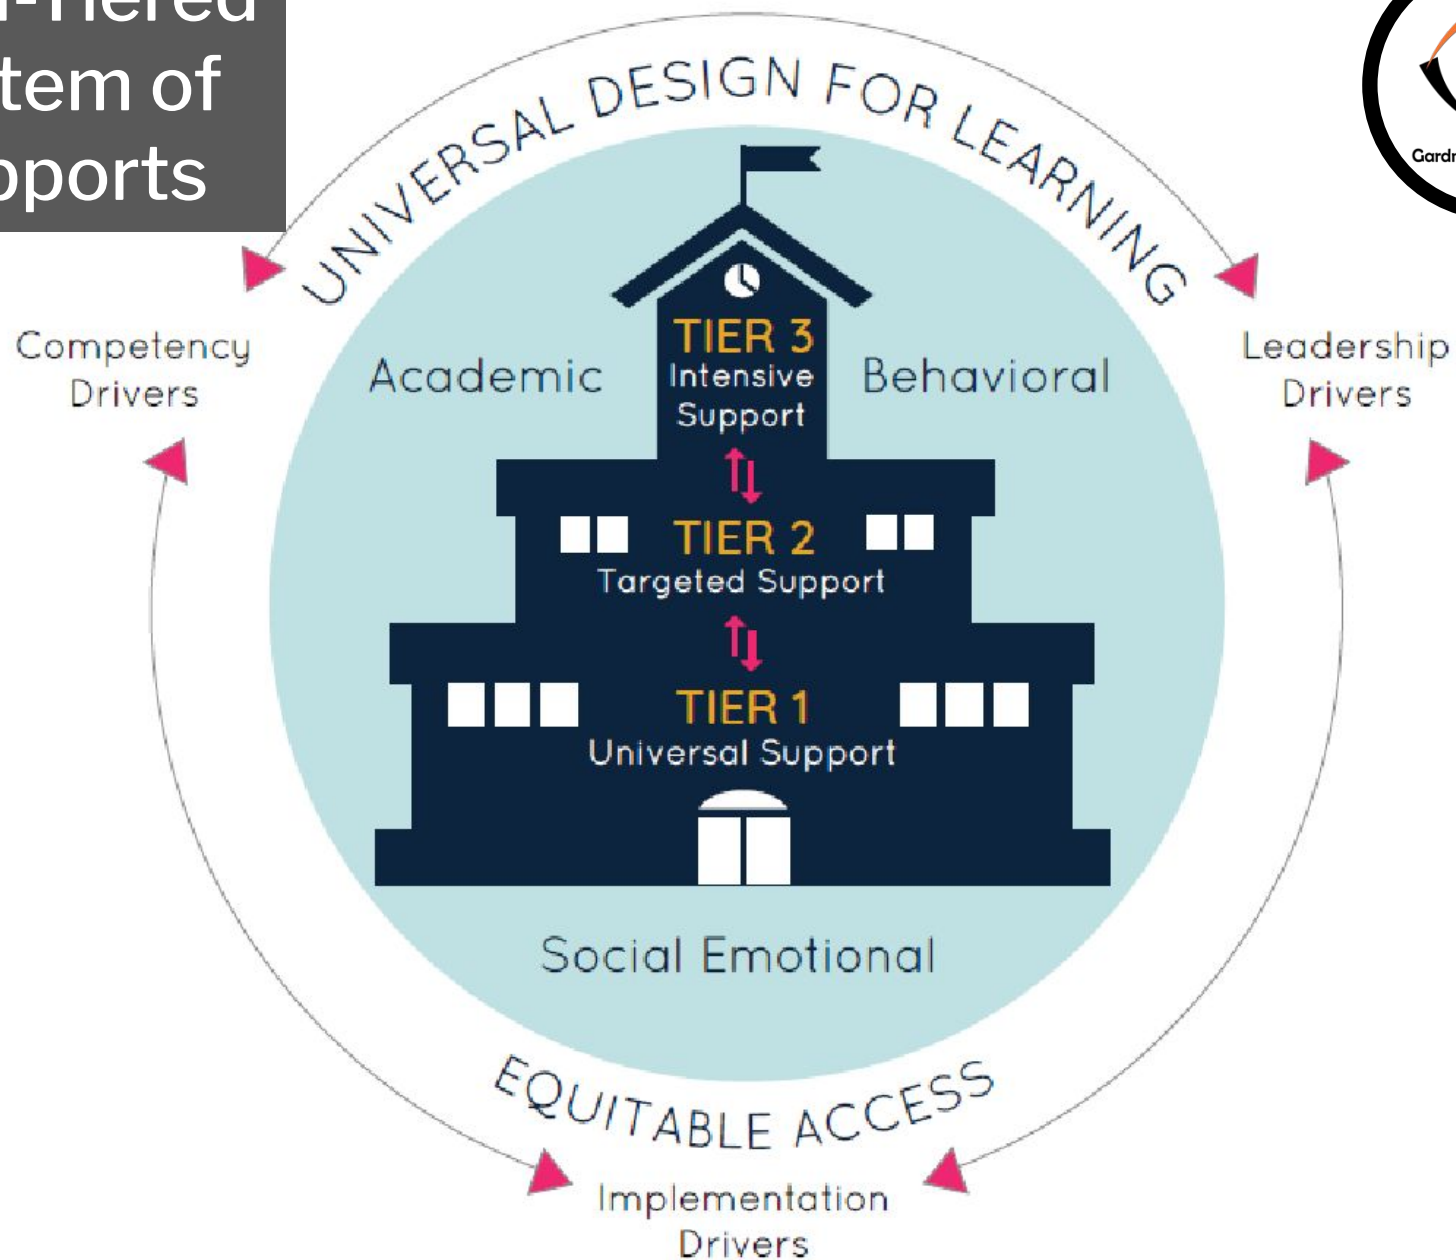 -Tiered
tem of
pports
UNIVERSAL DESIGN FOR LEARNING
Competency
Drivers
Leadership
Drivers
Academic
Behavioral
TIER 3
Intensive
Support
TIER 2
Targeted Support
TIER 1
Universal Support
Social Emotional
EQUITABLE ACCESS
Implementation
Drivers